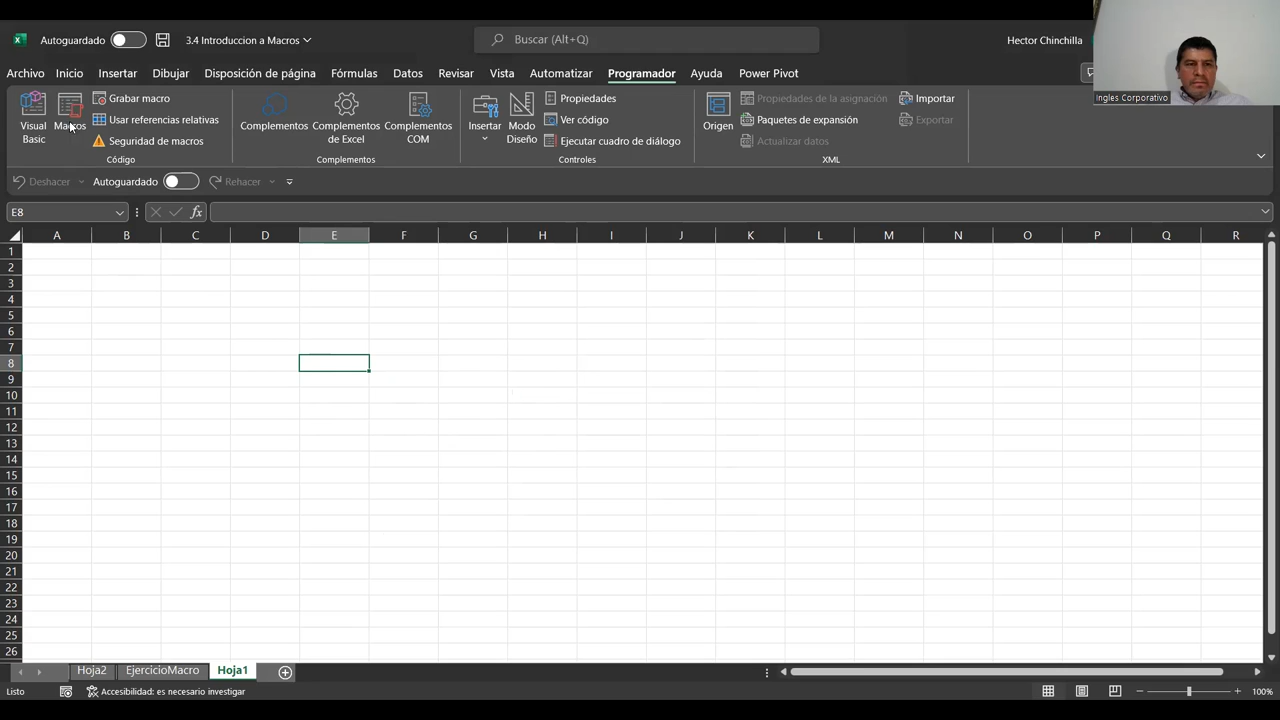 Autoguardado
3.4 Introduccion a Macros
Buscar (Alt+Q)
Hector Chinchilla
Ingles Corporativo
Archivo Inicio Insertar Dibujar Disposición de página Fórmulas Datos Revisar Vista Automatizar Programador Ayuda Power Pivot
Visual Basic
Macros
Grabar macro
Usar referencias relativas
Seguridad de macros
Código
Complementos
Complementos de Excel
Complementos COM
Complementos
Insertar
Modo Diseño
Propiedades
Ver código
Ejecutar cuadro de diálogo
Controles
Origen
Propiedades de la asignación
Paquetes de expansión
Actualizar datos
Importar
Exportar
XML
Deshacer Autoguardado Rehacer
E8 fx
A B C D E F G H I J K L M N O P Q R
1
2
3
4
5
6
7
8
9
10
11
12
13
14
15
16
17
18
19
20
21
22
23
24
25
26
Hoja2 EjercicioMacro Hoja1
Listo Accesibilidad: es necesario investigar 100%